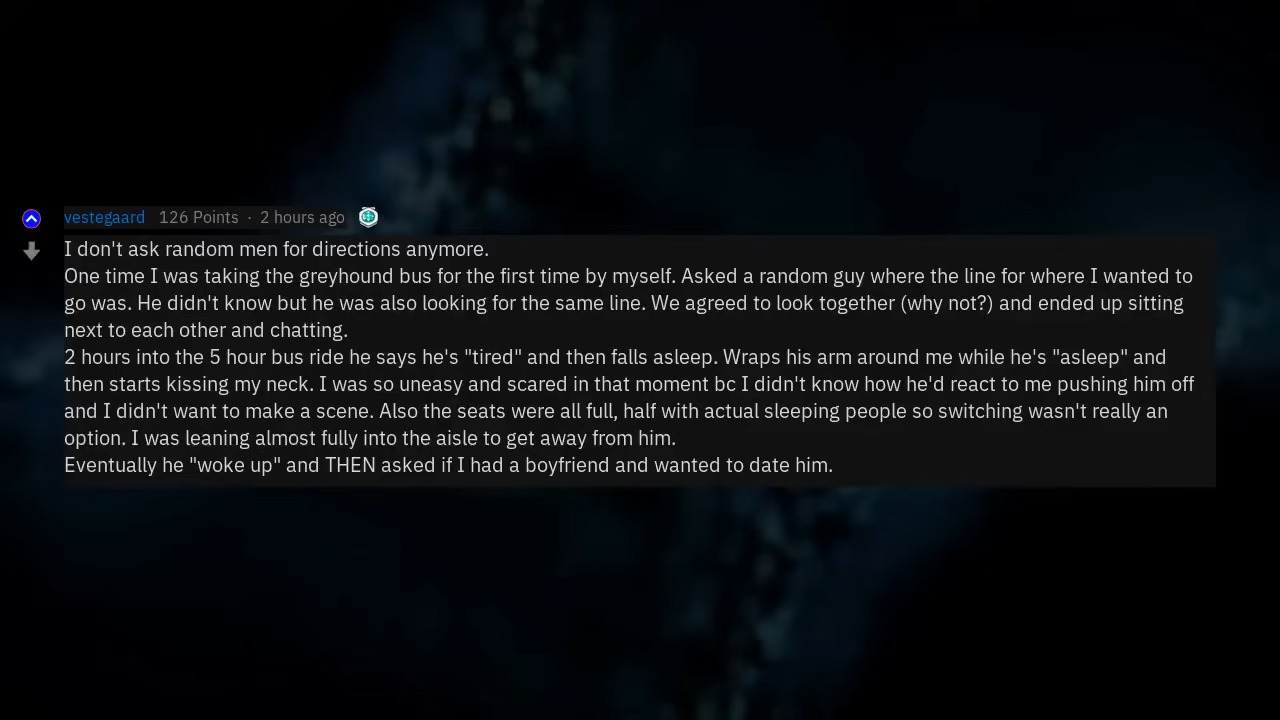 vestegaard 126 Points · 2 hours ago
I don't ask random men for directions anymore.
One time I was taking the greyhound bus for the first time by myself. Asked a random guy where the line for where I wanted to
go was. He didn't know but he was also looking for the same line. We agreed to look together (why not?) and ended up sitting
next to each other and chatting.
2 hours into the 5 hour bus ride he says he's "tired" and then falls asleep. Wraps his arm around me while he's "asleep" and
then starts kissing my neck. I was so uneasy and scared in that moment bc I didn't know how he'd react to me pushing him off
and I didn't want to make a scene. Also the seats were all full, half with actual sleeping people so switching wasn't really an
option. I was leaning almost fully into the aisle to get away from him.
Eventually he "woke up" and THEN asked if I had a boyfriend and wanted to date him.